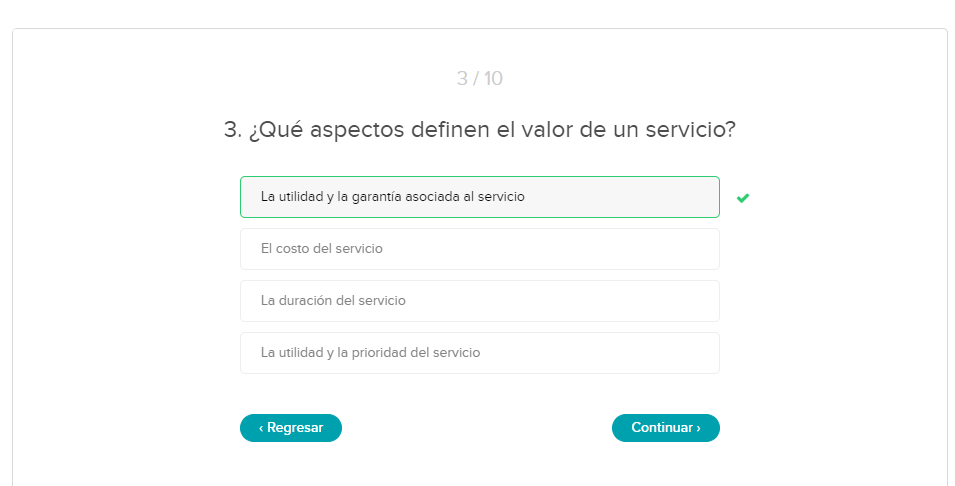 3 / 10
3. ¿Qué aspectos definen el valor de un servicio?
La utilidad y la garantía asociada al servicio
El costo del servicio
La duración del servicio
La utilidad y la prioridad del servicio
‹ Regresar
Continuar ›